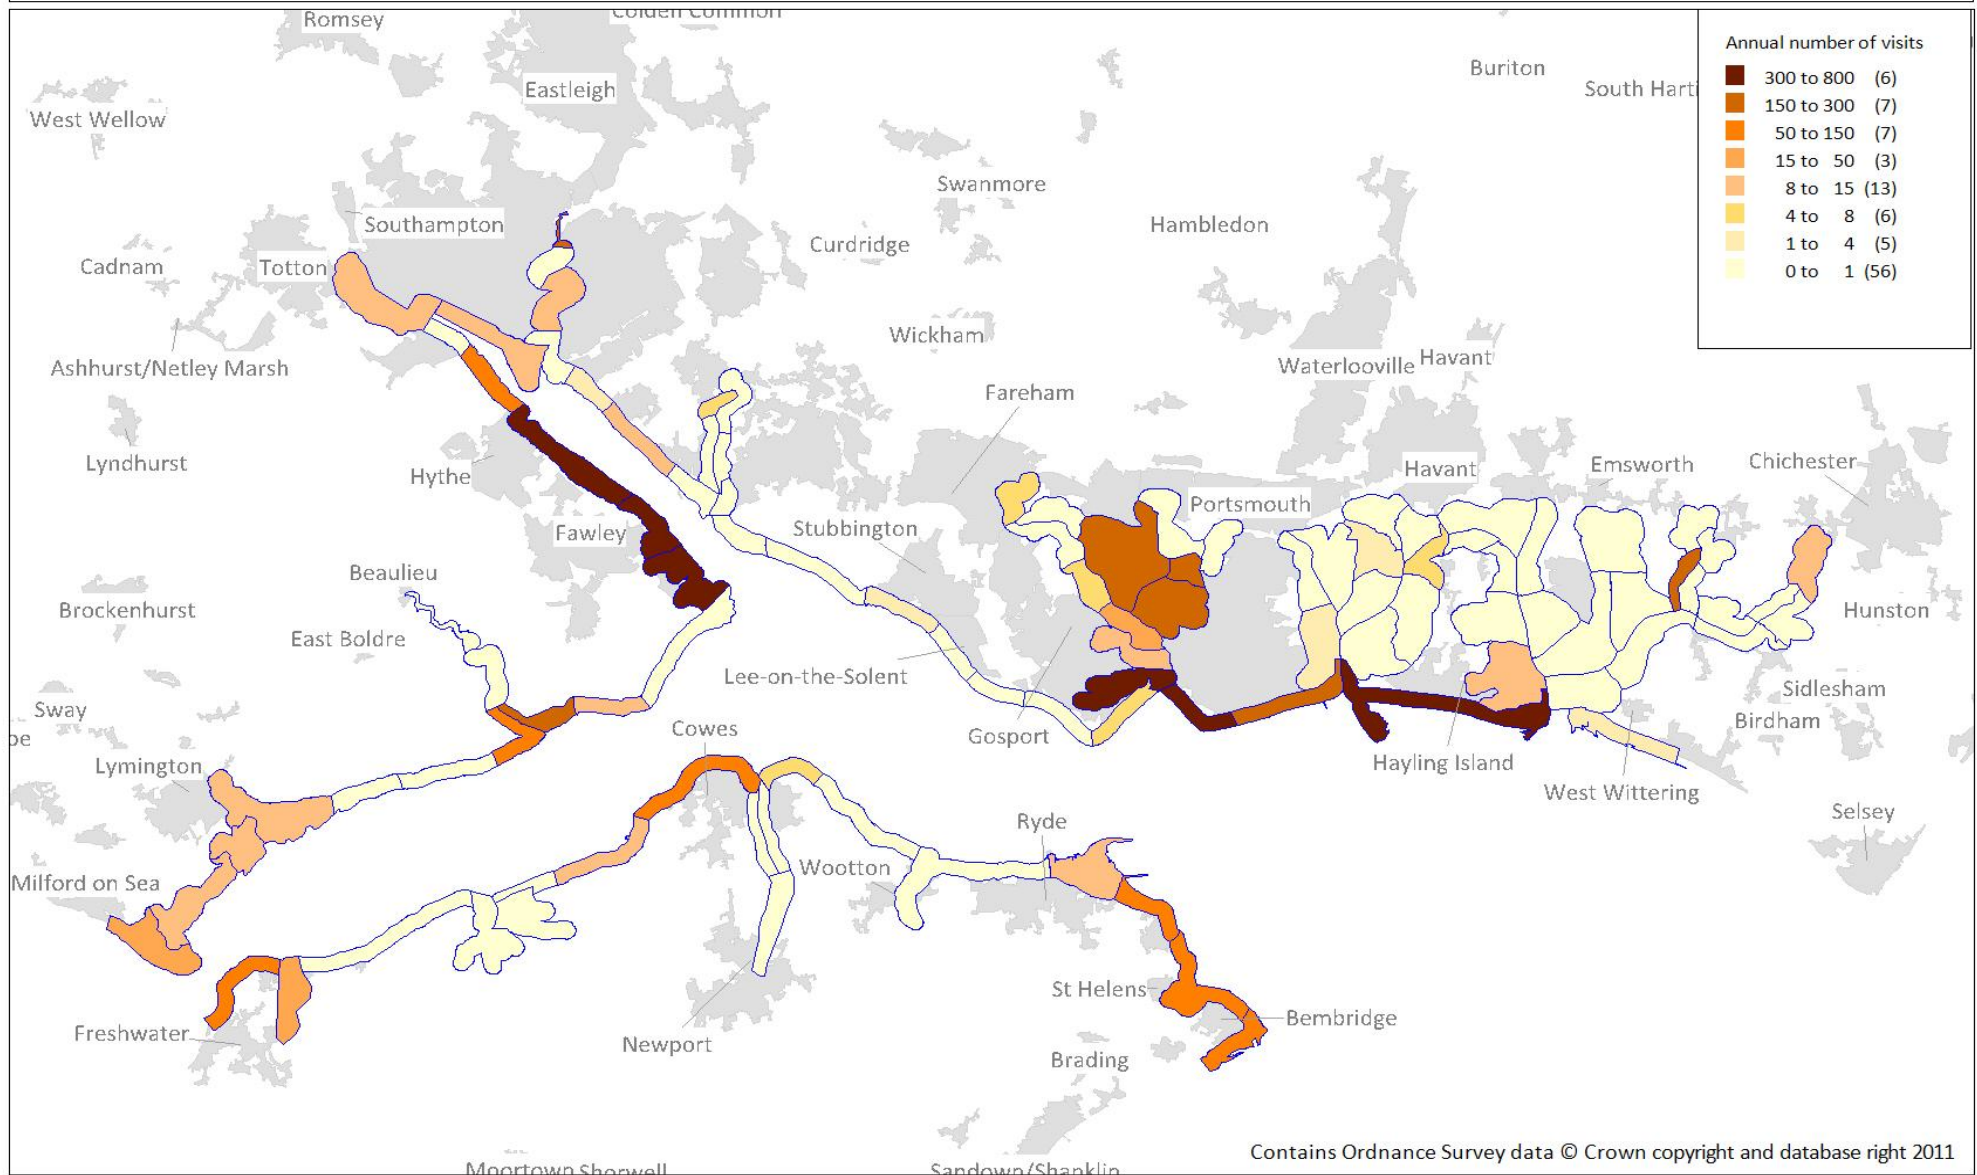 Romsey
Colden Common
Annual number of visits
300 to 800 (6)
150 to 300 (7)
50 to 150 (7)
15 to 50 (3)
8 to 15 (13)
4 to 8 (6)
1 to 4 (5)
0 to 1 (56)
Buriton
South Harti
Eastleigh
West Wellow
Swanmore
Southampton
Hambledon
Curdridge
Cadnam
Totton
Wickham
Ashhurst/Netley Marsh
Waterlooville
Havant
Fareham
Lyndhurst
Hythe
Havant
Emsworth
Chichester
Portsmouth
Stubbington
Fawley
Beaulieu
Brockenhurst
East Boldre
Hunston
Lee-on-the-Solent
Sidlesham
Sway
Birdham
Cowes
Gosport
pe
Lymington
Hayling Island
West Wittering
Ryde
Selsey
Wootton
Milford on Sea
St Helens
Bembridge
Freshwater
Newport
Brading
Contains Ordnance Survey data © Crown copyright and database right 2011
Moortown
Shorwell
Sandown/Shanklin